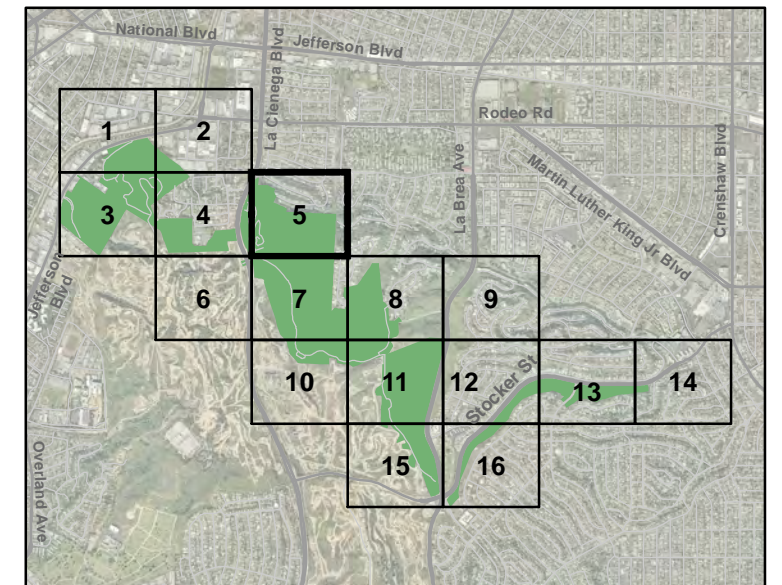 National Blvd
Jefferson Blvd
La Cienega Blvd
Rodeo Rd
La Brea Ave
Martin Luther King Jr Blvd
Crenshaw Blvd
1
2
3
4
5
Jefferson
Blvd
6
7
8
9
10
11
12
Stocker St
13
14
Overland Ave
15
16